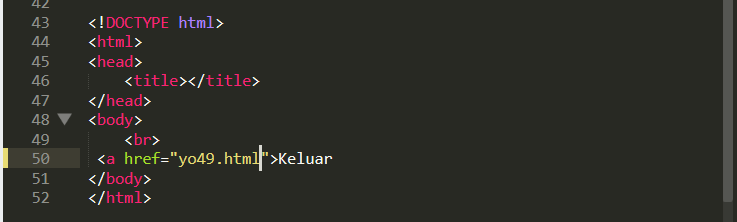 42
43 <!DOCTYPE html>
44 <html>
45 <head>
46 <title></title>
47 </head>
48 <body>
49 <br>
50 <a href="yo49.html">Keluar
51 </body>
52 </html>